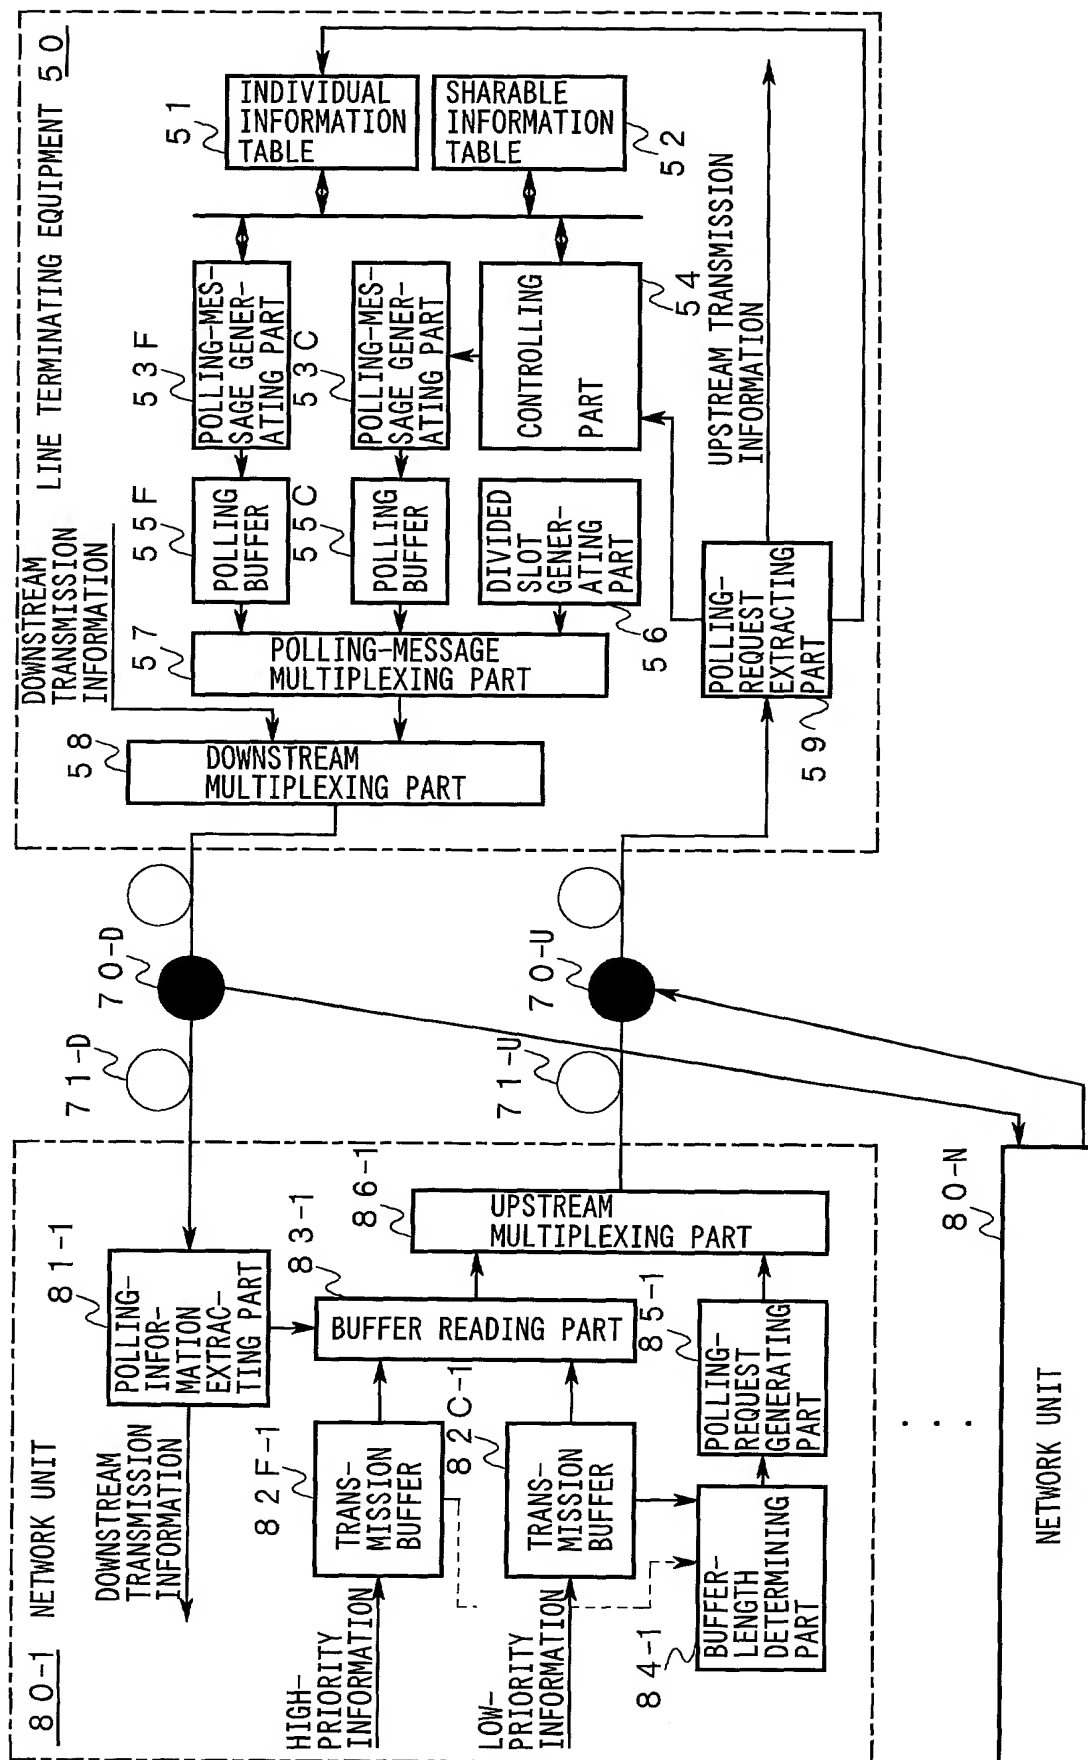 80-1 NETWORK UNIT
DOWNSTREAM
TRANSMISSION
INFORMATION
81-1
POLLING-
INFOR-
MATION
EXTRAC-
TING PART
HIGH-
PRIORITY
INFORMATION
82F-1
TRANS-
MISSION
BUFFER
83-1
BUFFER READING PART
LOW-
PRIORITY
INFORMATION
82C-1
TRANS-
MISSION
BUFFER
86-1
UPSTREAM
MULTIPLEXING PART
84-1
BUFFER-
LENGTH
DETERMINING
PART
85-1
POLLING-
REQUEST
GENERATING
PART
...
80-N
NETWORK UNIT
71-D
70-D
71-U
70-U
DOWNSTREAM
TRANSMISSION
INFORMATION
LINE TERMINATING EQUIPMENT 50
58
DOWNSTREAM
MULTIPLEXING PART
57
POLLING-MESSAGE
MULTIPLEXING PART
55F
POLLING
BUFFER
53F
POLLING-MES-
SAGE GENER-
ATING PART
51
INDIVIDUAL
INFORMATION
TABLE
55C
POLLING
BUFFER
53C
POLLING-MES-
SAGE GENER-
ATING PART
SHARABLE
INFORMATION
TABLE
52
DIVIDED
SLOT
GENER-
ATING
PART
56
CONTROLLING
PART
54
POLLING-
REQUEST
EXTRACTING
PART
59
UPSTREAM TRANSMISSION
INFORMATION